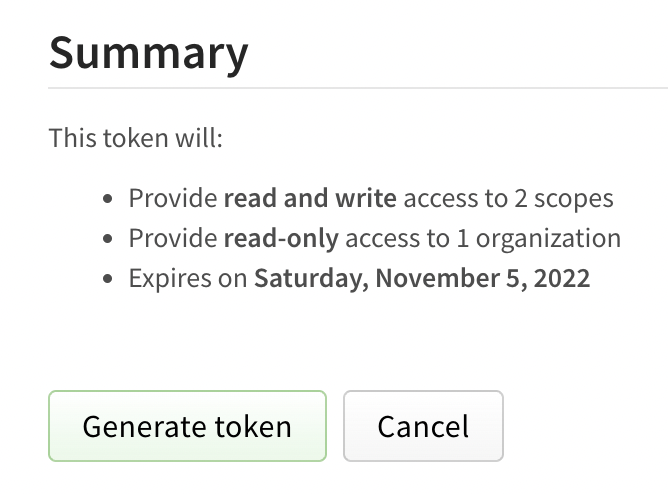 Summary
This token will:
• Provide read and write access to 2 scopes
• Provide read-only access to 1 organization
• Expires on Saturday, November 5, 2022
Generate token
Cancel